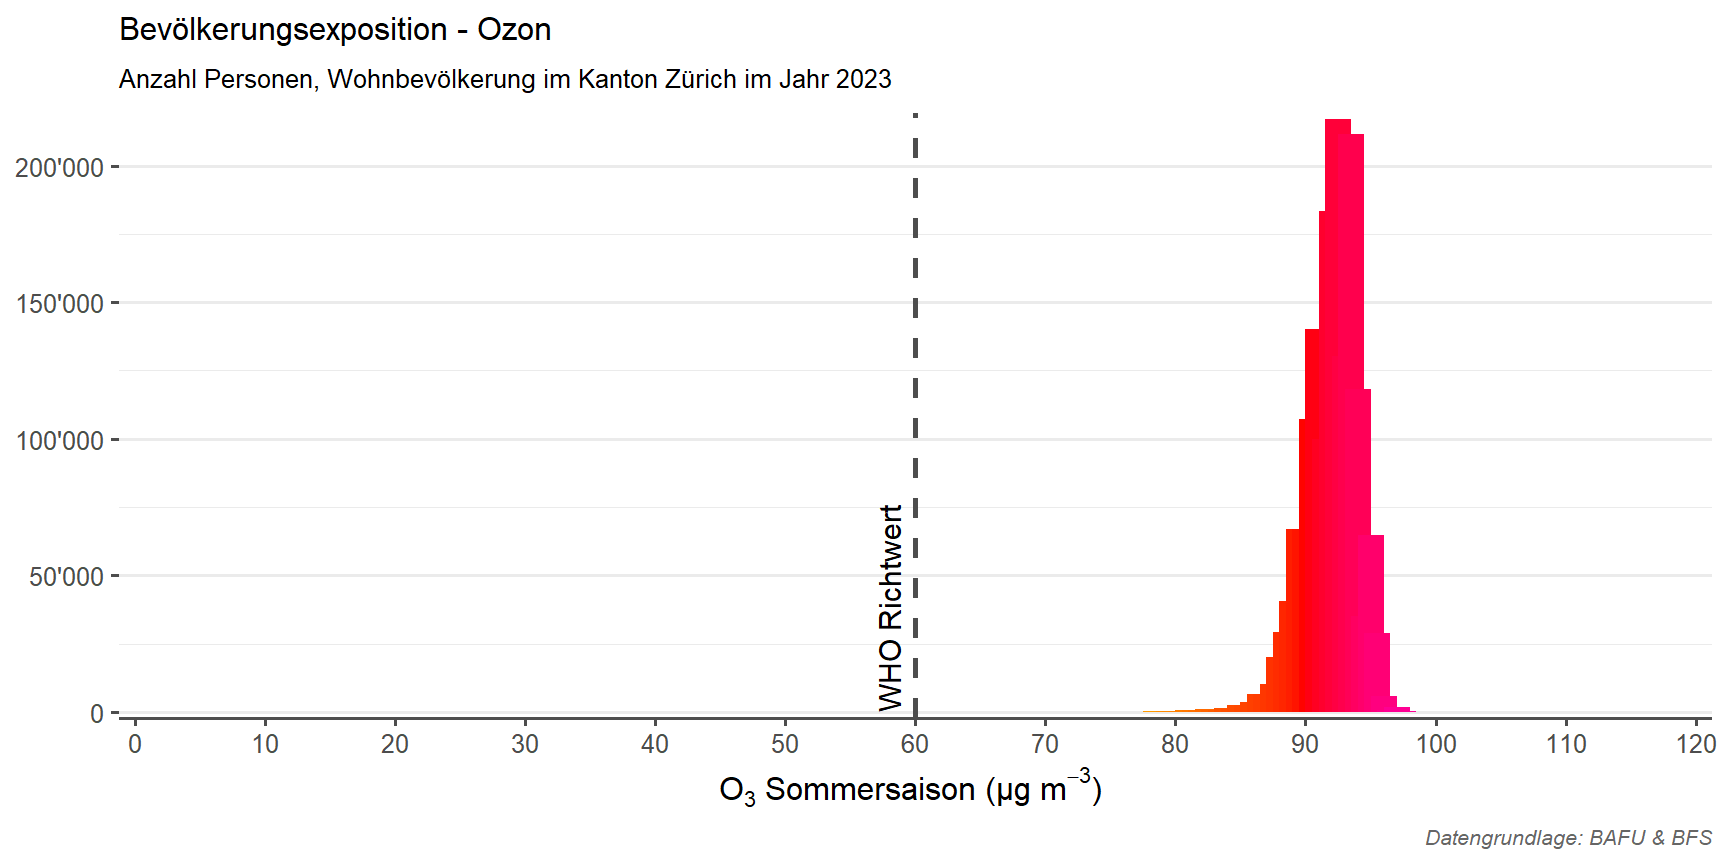 Bevölkerungsexposition - Ozon
Anzahl Personen, Wohnbevölkerung im Kanton Zürich im Jahr 2023
200'000
150'000
100'000
50'000
0
WHO Richtwert
0 10 20 30 40 50 60 70 80 90 100 110 120
O₃ Sommersaison (µg m⁻³)
Datengrundlage: BAFU & BFS